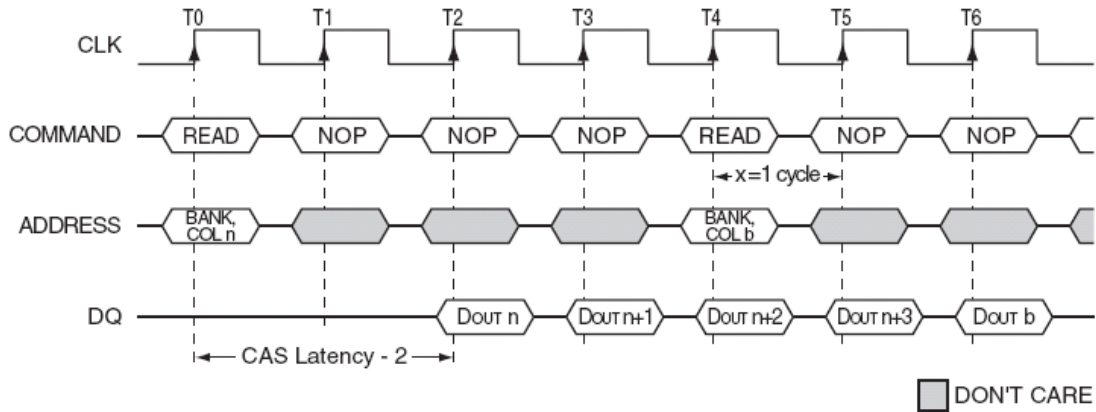 T0 T1 T2 T3 T4 T5 T6
CLK
COMMAND READ NOP NOP NOP READ NOP NOP
x=1 cycle
ADDRESS BANK, COL n BANK, COL b
DQ DOUT n DOUT n+1 DOUT n+2 DOUT n+3 DOUT b
CAS Latency - 2
DON'T CARE